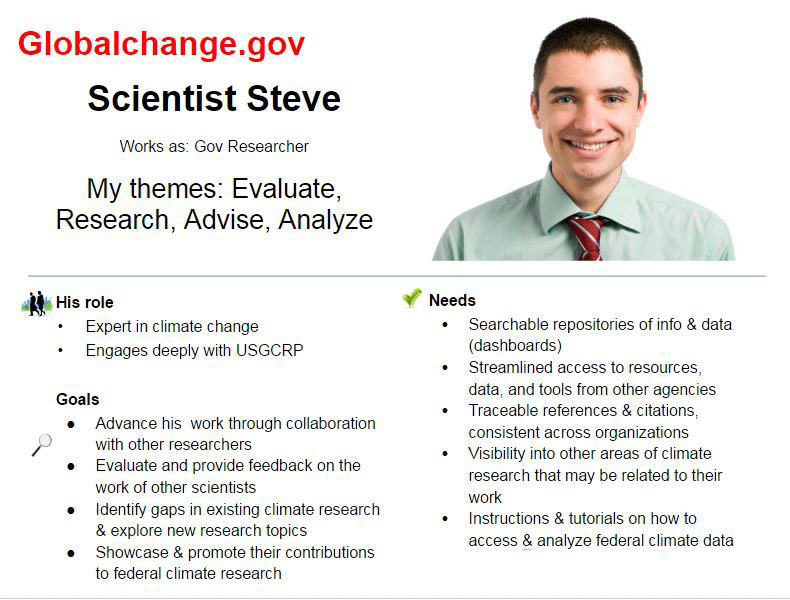 Globalchange.gov
Scientist Steve
Works as: Gov Researcher
My themes: Evaluate,
Research, Advise, Analyze
His role
• Expert in climate change
• Engages deeply with USGCRP
Goals
● Advance his  work through collaboration
with other researchers
● Evaluate and provide feedback on the
work of other scientists
● Identify gaps in existing climate research
& explore new research topics
● Showcase & promote their contributions
to federal climate research
Needs
• Searchable repositories of info & data
(dashboards)
• Streamlined access to resources,
data, and tools from other agencies
• Traceable references & citations,
consistent across organizations
• Visibility into other areas of climate
research that may be related to their
work
• Instructions & tutorials on how to
access & analyze federal climate data